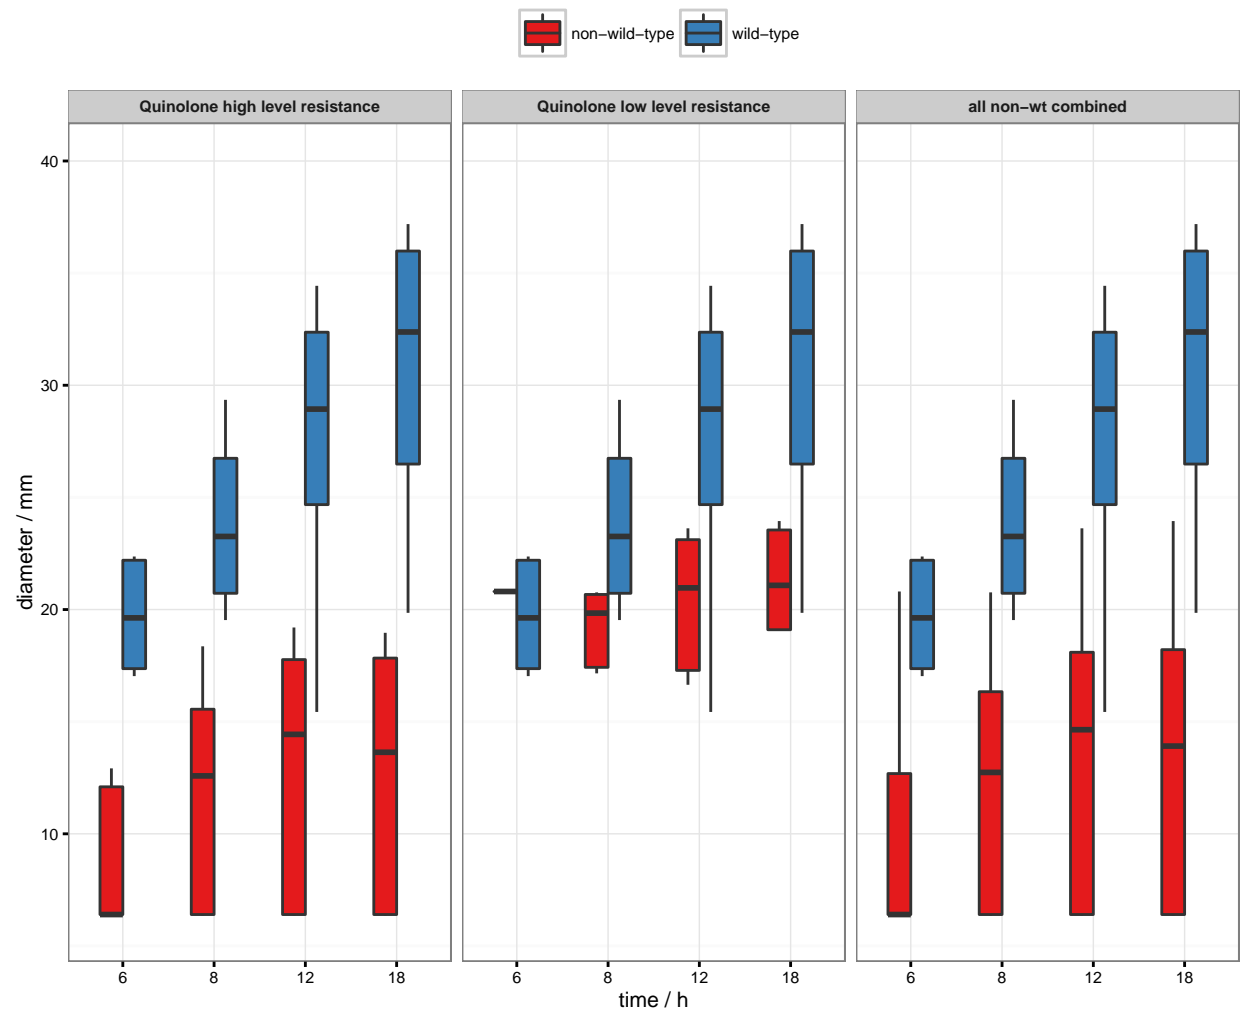 non−wild−type wild−type
Quinolone high level resistance
Quinolone low level resistance
all non−wt combined
diameter / mm
40
30
20
10
6 8 12 18
6 8 12 18
6 8 12 18
time / h